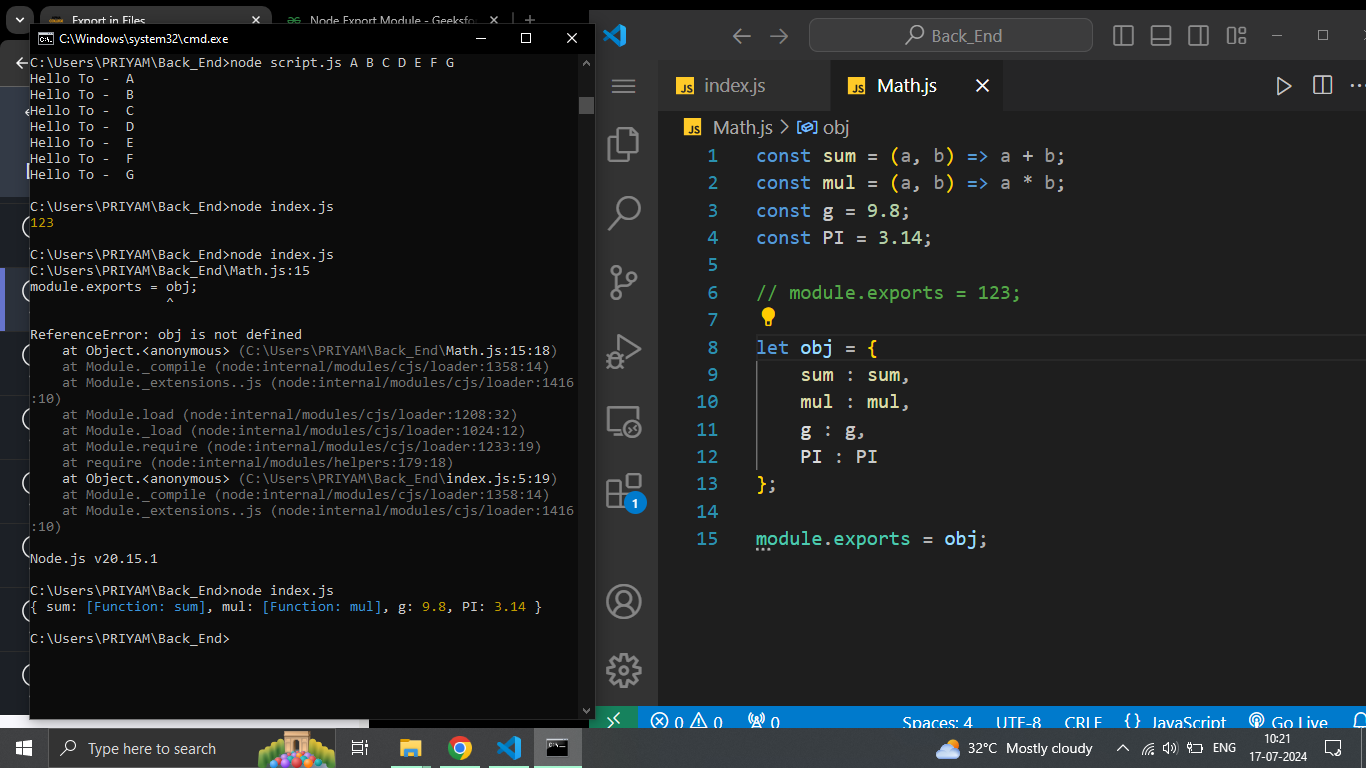 Export in Files
Node Export Module - Geeksfo
C:\Windows\system32\cmd.exe
C:\Users\PRIYAM\Back_End>node script.js A B C D E F G
Hello To -  A
Hello To -  B
Hello To -  C
Hello To -  D
Hello To -  E
Hello To -  F
Hello To -  G
C:\Users\PRIYAM\Back_End>node index.js
123
C:\Users\PRIYAM\Back_End>node index.js
C:\Users\PRIYAM\Back_End\Math.js:15
module.exports = obj;
                 ^
ReferenceError: obj is not defined
    at Object.<anonymous> (C:\Users\PRIYAM\Back_End\Math.js:15:18)
    at Module._compile (node:internal/modules/cjs/loader:1358:14)
    at Module._extensions..js (node:internal/modules/cjs/loader:1416
:10)
    at Module.load (node:internal/modules/cjs/loader:1208:32)
    at Module._load (node:internal/modules/cjs/loader:1024:12)
    at Module.require (node:internal/modules/cjs/loader:1233:19)
    at require (node:internal/modules/helpers:179:18)
    at Object.<anonymous> (C:\Users\PRIYAM\Back_End\index.js:5:19)
    at Module._compile (node:internal/modules/cjs/loader:1358:14)
    at Module._extensions..js (node:internal/modules/cjs/loader:1416
:10)
Node.js v20.15.1
C:\Users\PRIYAM\Back_End>node index.js
{ sum: [Function: sum], mul: [Function: mul], g: 9.8, PI: 3.14 }
C:\Users\PRIYAM\Back_End>
Back_End
JS index.js
JS Math.js
JS Math.js > obj
1 const sum = (a, b) => a + b;
2 const mul = (a, b) => a * b;
3 const g = 9.8;
4 const PI = 3.14;
5
6 // module.exports = 123;
7
8 let obj = {
9     sum : sum,
10     mul : mul,
11     g : g,
12     PI : PI
13 };
14
15 module.exports = obj;
1
0 0 0 Spaces: 4 UTF-8 CRLF {} JavaScript Go Live
Type here to search
32°C Mostly cloudy
ENG
10:21
17-07-2024